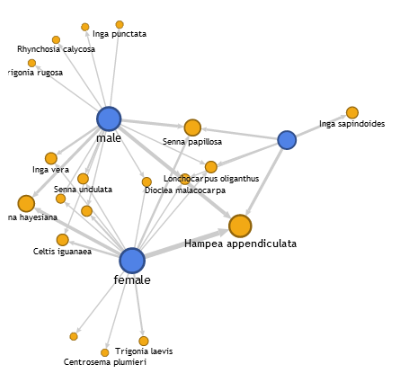 Inga punctata
Rhynchosia calycosa
rigonia rugosa
male
Inga sapindoides
Senna papillosa
Inga vera
Lonchocarpus oliganthus
Senna undulata
Dioclea malacocarpa
na hayesiana
Hampea appendiculata
Celtis iguanaea
female
Trigonia laevis
Centrosema plumieri